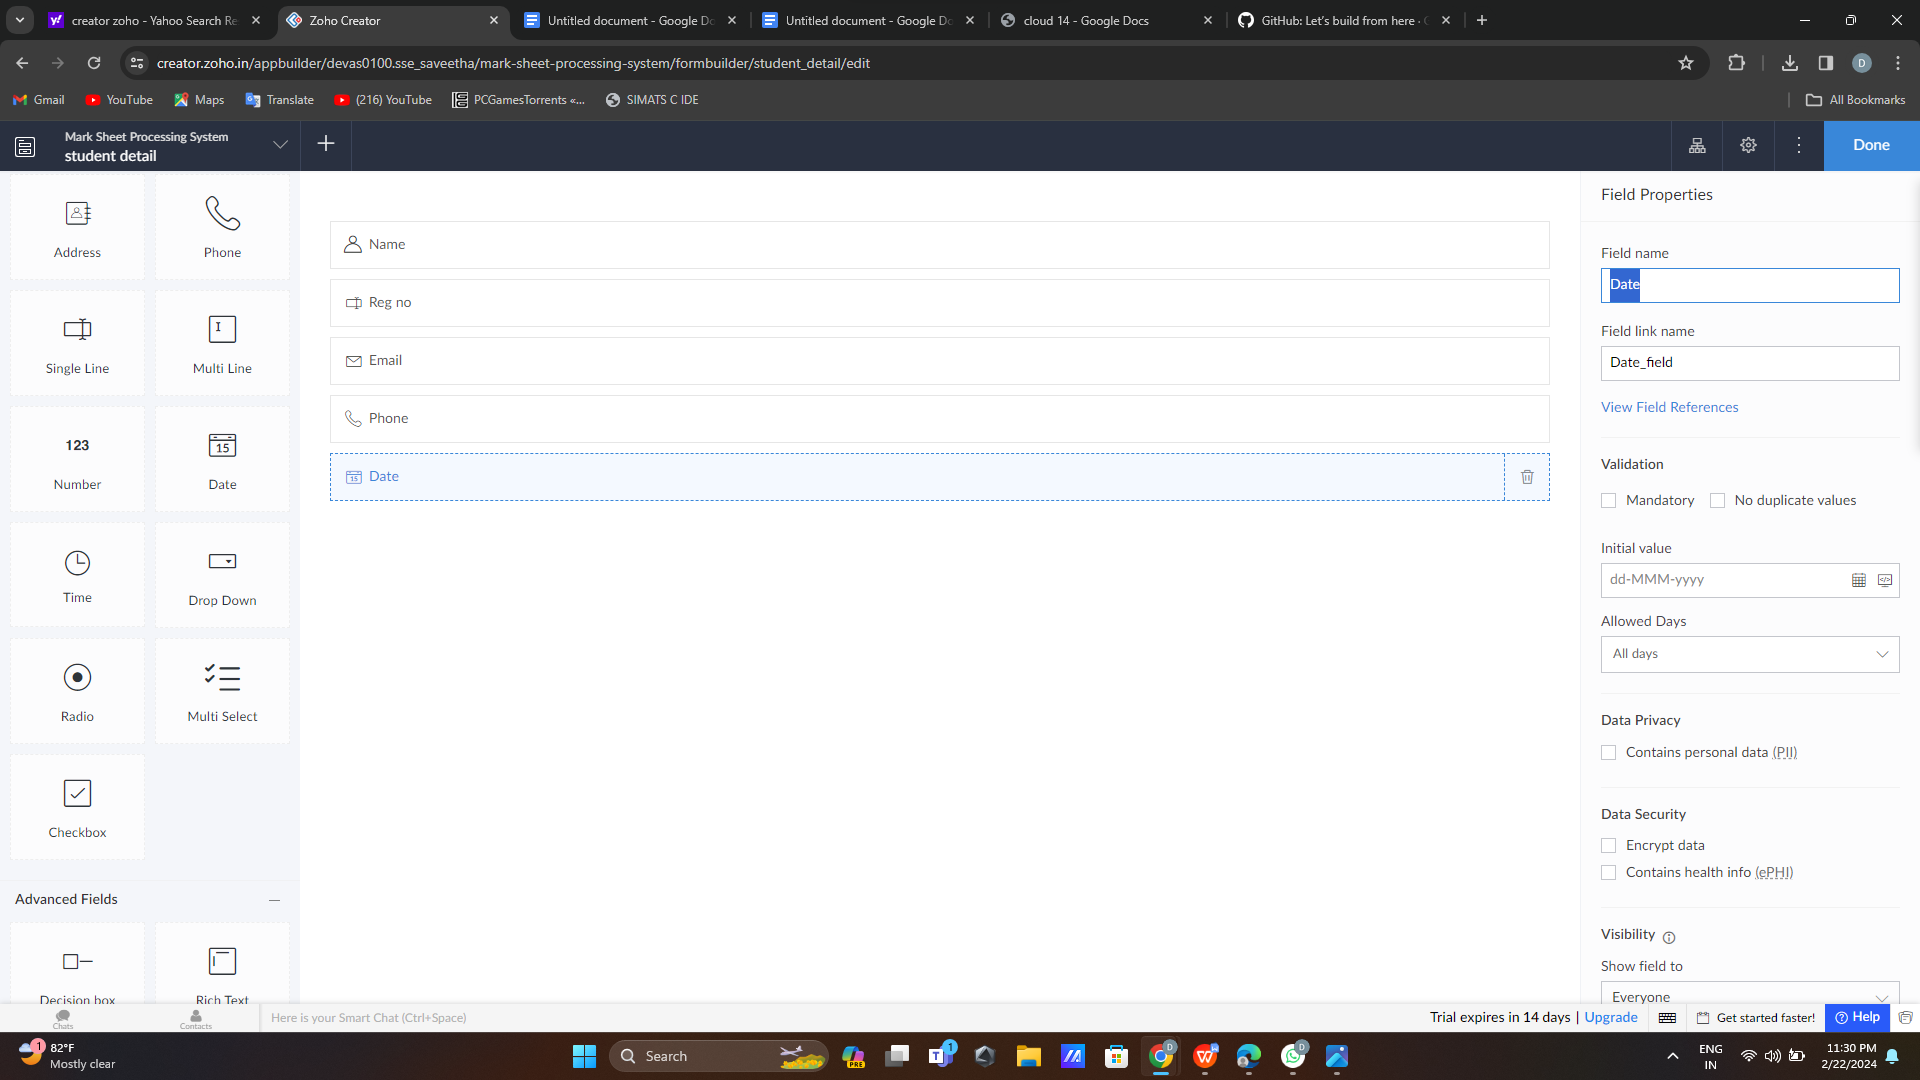 creator zoho - Yahoo Search Re
Zoho Creator
Untitled document - Google Do
Untitled document - Google Do
cloud 14 - Google Docs
GitHub: Let's build from here · G
creator.zoho.in/appbuilder/devas0100.sse_saveetha/mark-sheet-processing-system/formbuilder/student_detail/edit
D
Gmail
YouTube
Maps
Translate
(216) YouTube
PCGamesTorrents «...
SIMATS C IDE
All Bookmarks
Mark Sheet Processing System
student detail
Done
Address
Phone
Single Line
Multi Line
123
Number
15
Date
Time
Drop Down
Radio
Multi Select
Checkbox
Advanced Fields
Decision box
Rich Text
Name
Reg no
Email
Phone
Date
Field Properties
Field name
Date
Field link name
Date_field
View Field References
Validation
Mandatory
No duplicate values
Initial value
dd-MMM-yyyy
Allowed Days
All days
Data Privacy
Contains personal data (PII)
Data Security
Encrypt data
Contains health info (ePHI)
Visibility
Show field to
Everyone
Chats
Contacts
Here is your Smart Chat (Ctrl+Space)
Trial expires in 14 days | Upgrade
Get started faster!
Help
1
82°F
Mostly clear
Search
PRE
1
D
D
ENG
IN
11:30 PM
2/22/2024